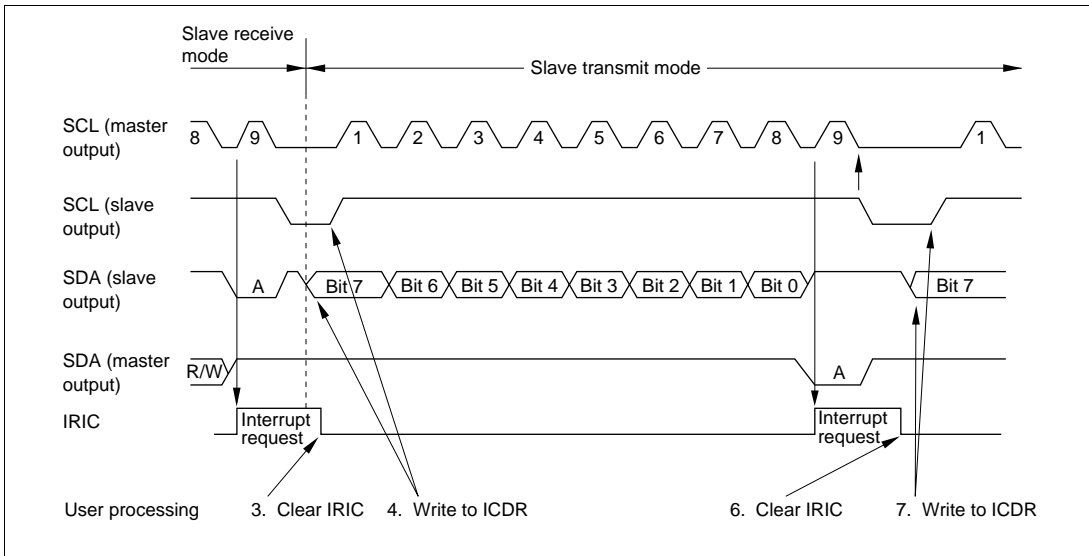 Slave receive
mode
Slave transmit mode
SCL (master
output)
8 9 1 2 3 4 5 6 7 8 9 1
SCL (slave
output)
SDA (slave
output)
A Bit 7 Bit 6 Bit 5 Bit 4 Bit 3 Bit 2 Bit 1 Bit 0 Bit 7
SDA (master
output)
R/W A
IRIC
Interrupt
request
Interrupt
request
User processing 3. Clear IRIC 4. Write to ICDR 6. Clear IRIC 7. Write to ICDR